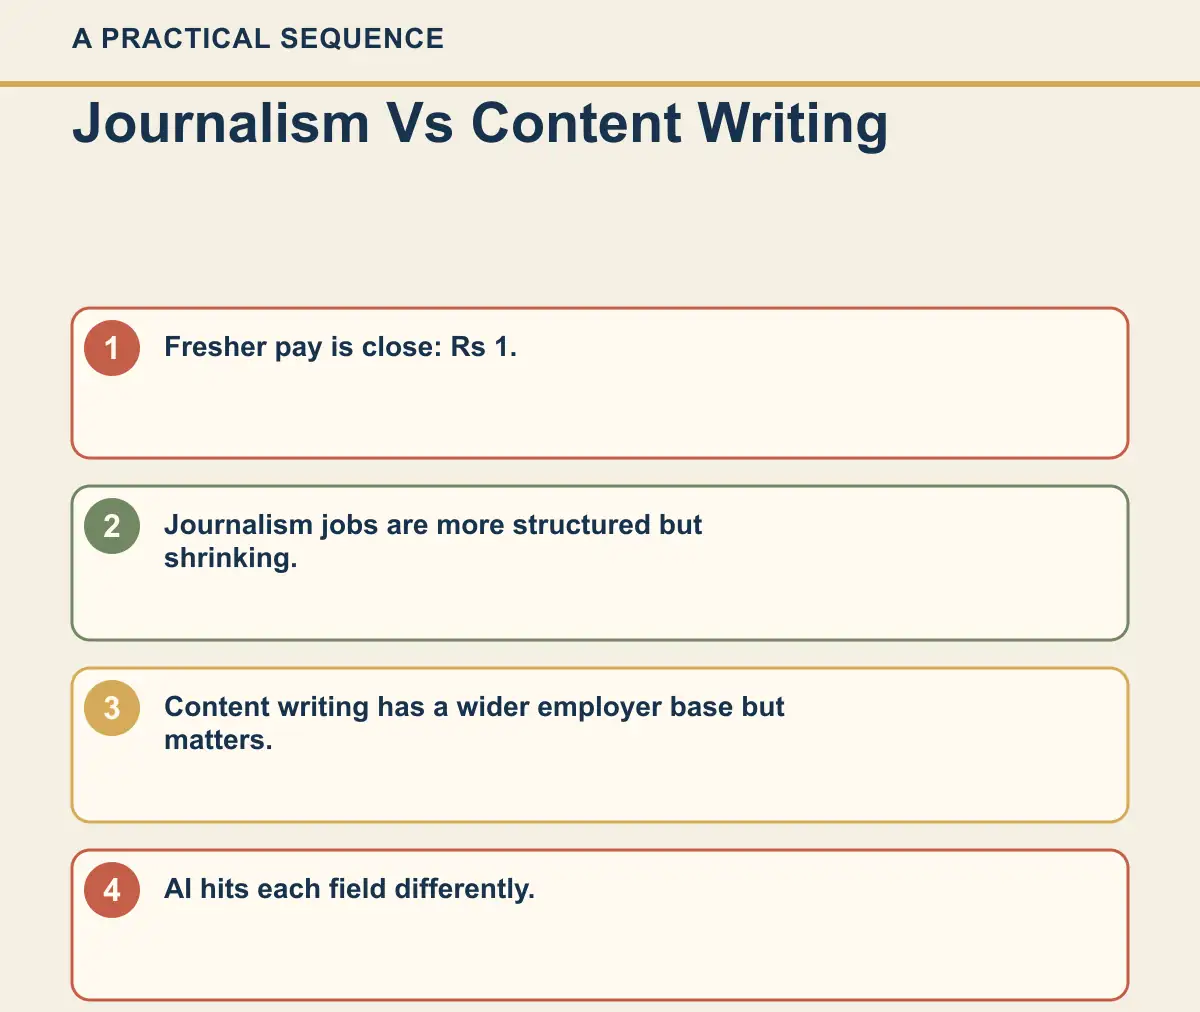 A PRACTICAL SEQUENCE
Journalism Vs Content Writing
1
Fresher pay is close: Rs 1.
2
Journalism jobs are more structured but
shrinking.
3
Content writing has a wider employer base but
matters.
4
AI hits each field differently.